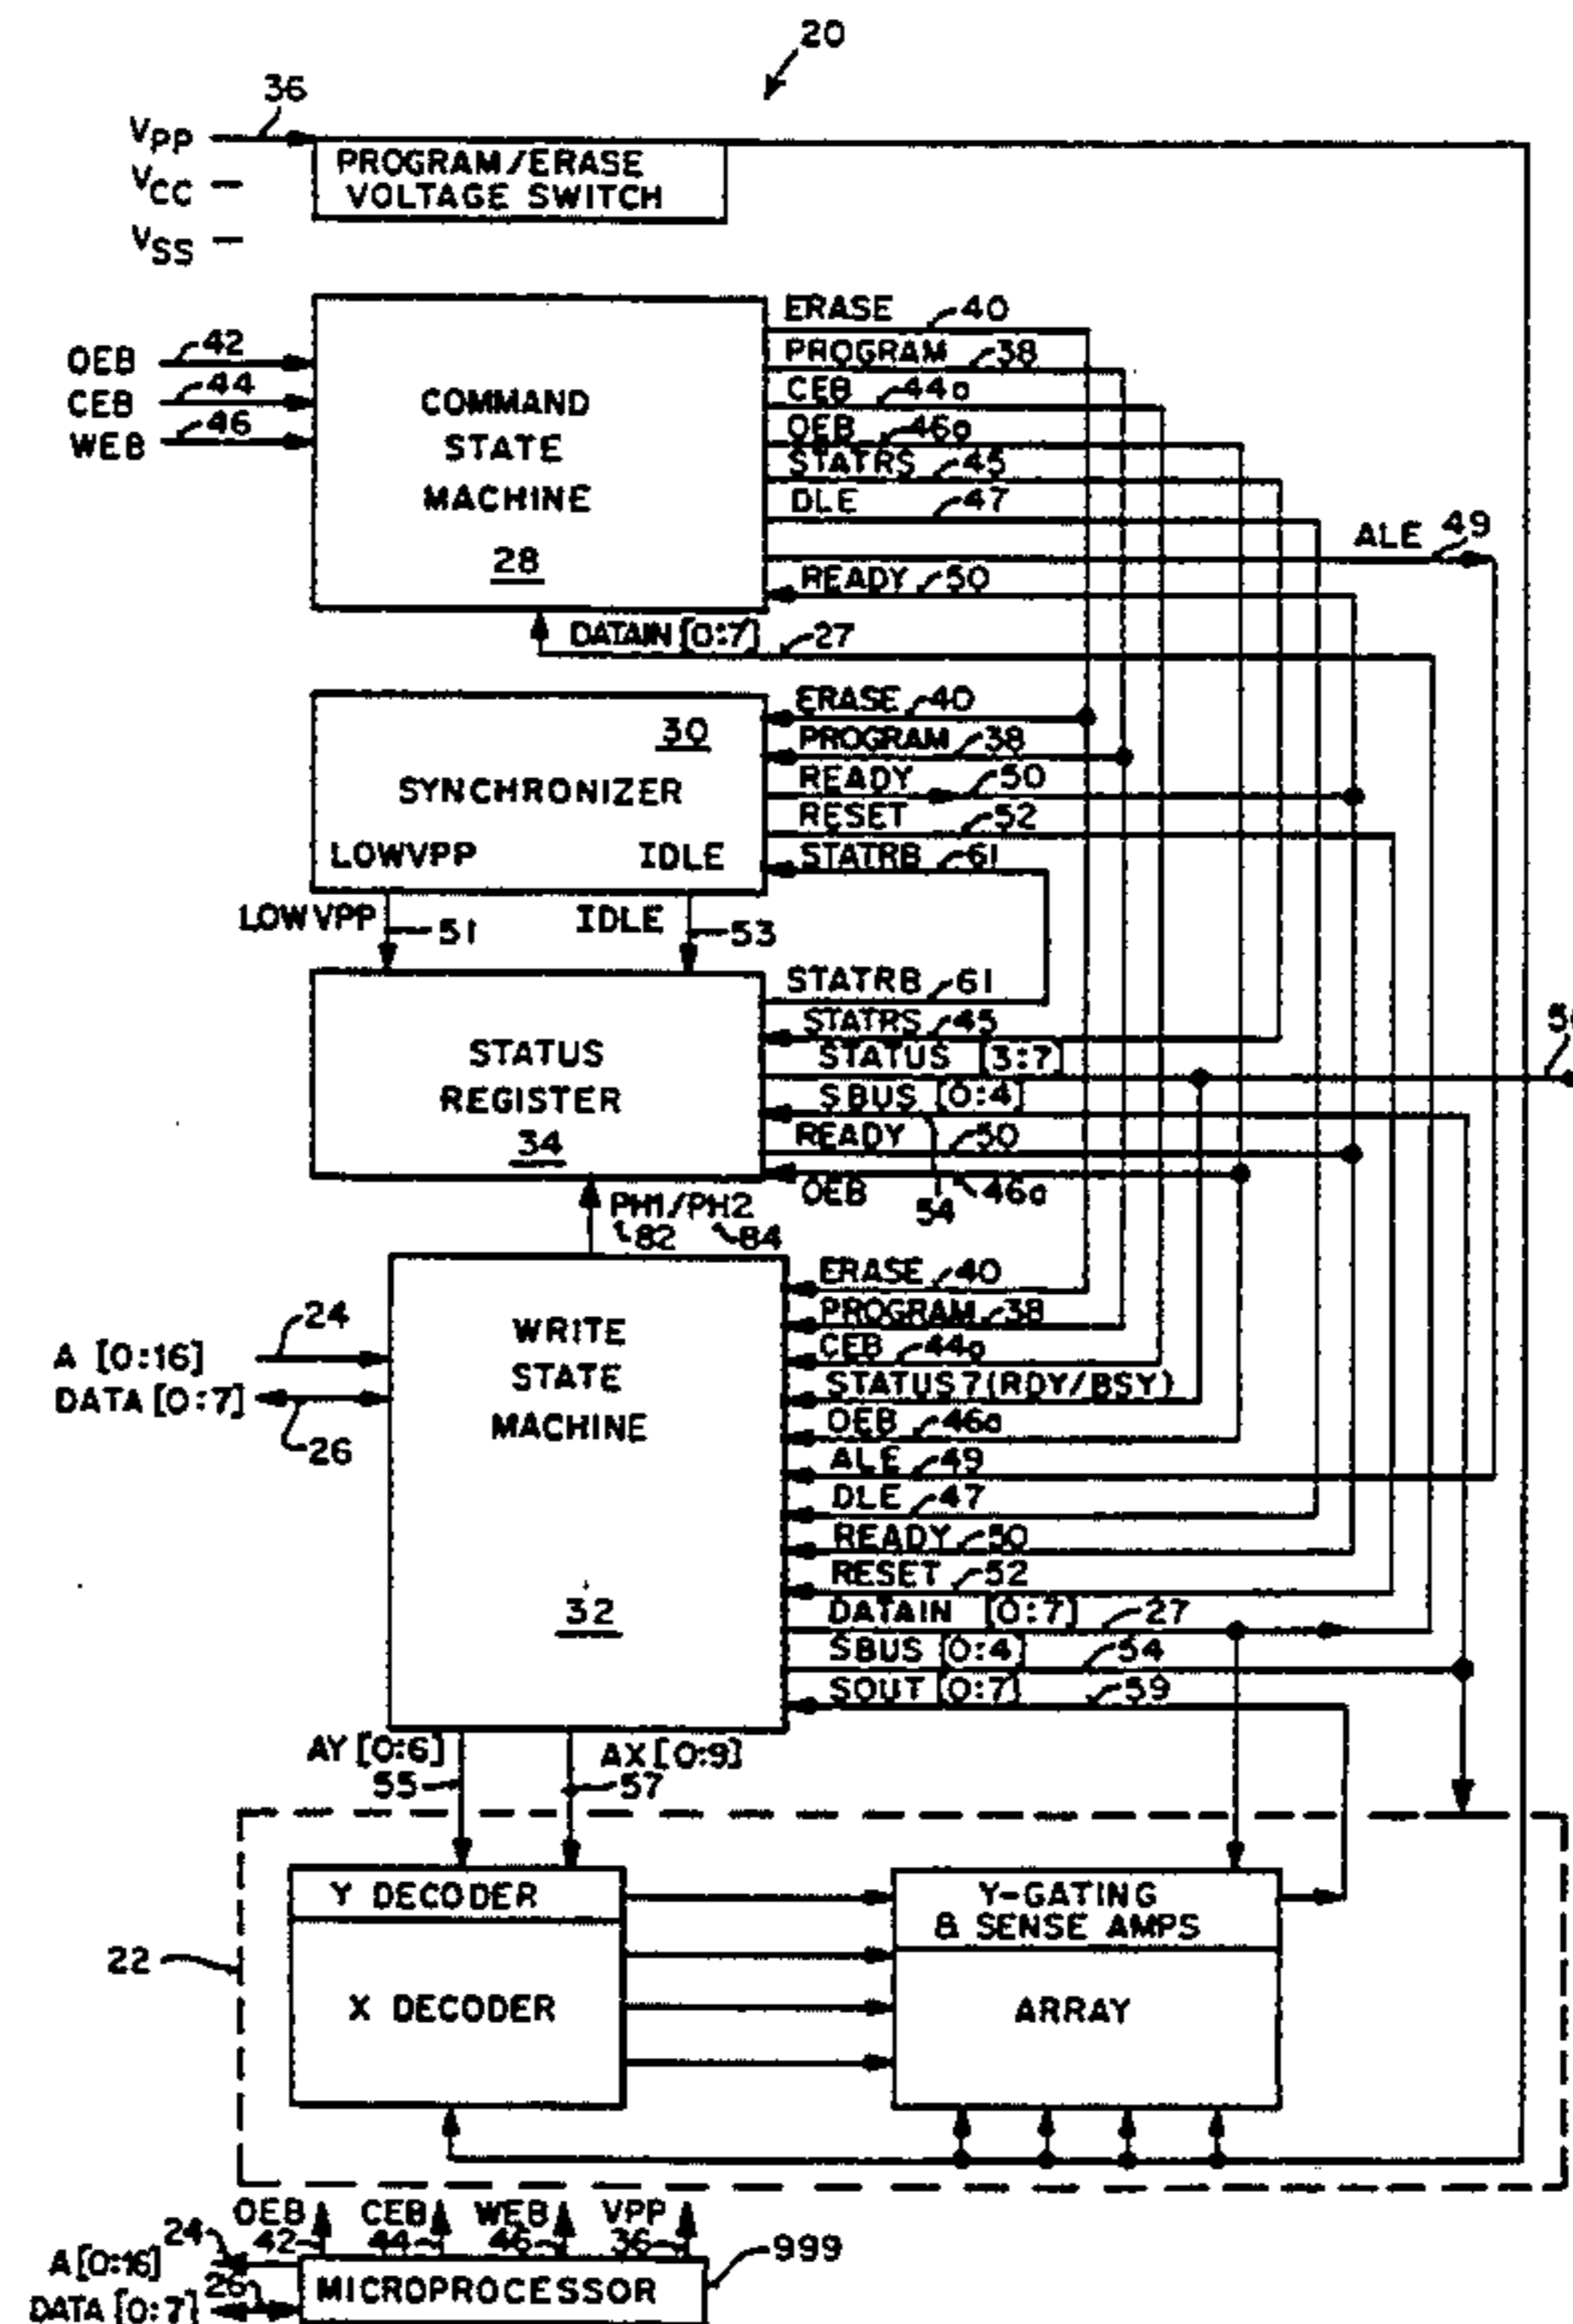 20
36
VPP
VCC
VSS
PROGRAM/ERASE
VOLTAGE SWITCH
OEB 42
CEB 44
WEB 46
COMMAND
STATE
MACHINE
28
ERASE 40
PROGRAM 38
CEB 44a
OEB 46a
STATRS 45
DLE 47
ALE 49
READY 50
DATAIN [0:7] 27
30
SYNCHRONIZER
LOWVPP IDLE
ERASE 40
PROGRAM 38
READY 50
RESET 52
STATRB 61
LOWVPP 51
IDLE 53
STATUS
REGISTER
34
STATRB 61
STATRS 45
STATUS [3:7]
SBUS [0:4]
READY 50
OEB 46a
54
PH1/PH2
82 84
WRITE
STATE
MACHINE
32
A [0:16]
24
DATA [0:7]
26
ERASE 40
PROGRAM 38
CEB 44a
STATUS 7 (RDY/BSY)
OEB 46a
ALE 49
DLE 47
READY 50
RESET 52
DATAIN [0:7] 27
SBUS [0:4] 54
SOUT [0:7] 59
AY [0:6]
55
AX [0:9]
57
22
Y DECODER
X DECODER
Y-GATING
& SENSE AMPS
ARRAY
OEB CEB WEB VPP
42 44 46 36
24
A[0:16]
26
DATA [0:7]
MICROPROCESSOR
999